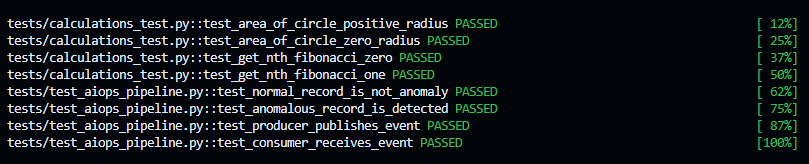 tests/calculations_test.py::test_area_of_circle_positive_radius PASSED [ 12%]
tests/calculations_test.py::test_area_of_circle_zero_radius PASSED [ 25%]
tests/calculations_test.py::test_get_nth_fibonacci_zero PASSED [ 37%]
tests/calculations_test.py::test_get_nth_fibonacci_one PASSED [ 50%]
tests/test_aiops_pipeline.py::test_normal_record_is_not_anomaly PASSED [ 62%]
tests/test_aiops_pipeline.py::test_anomalous_record_is_detected PASSED [ 75%]
tests/test_aiops_pipeline.py::test_producer_publishes_event PASSED [ 87%]
tests/test_aiops_pipeline.py::test_consumer_receives_event PASSED [100%]